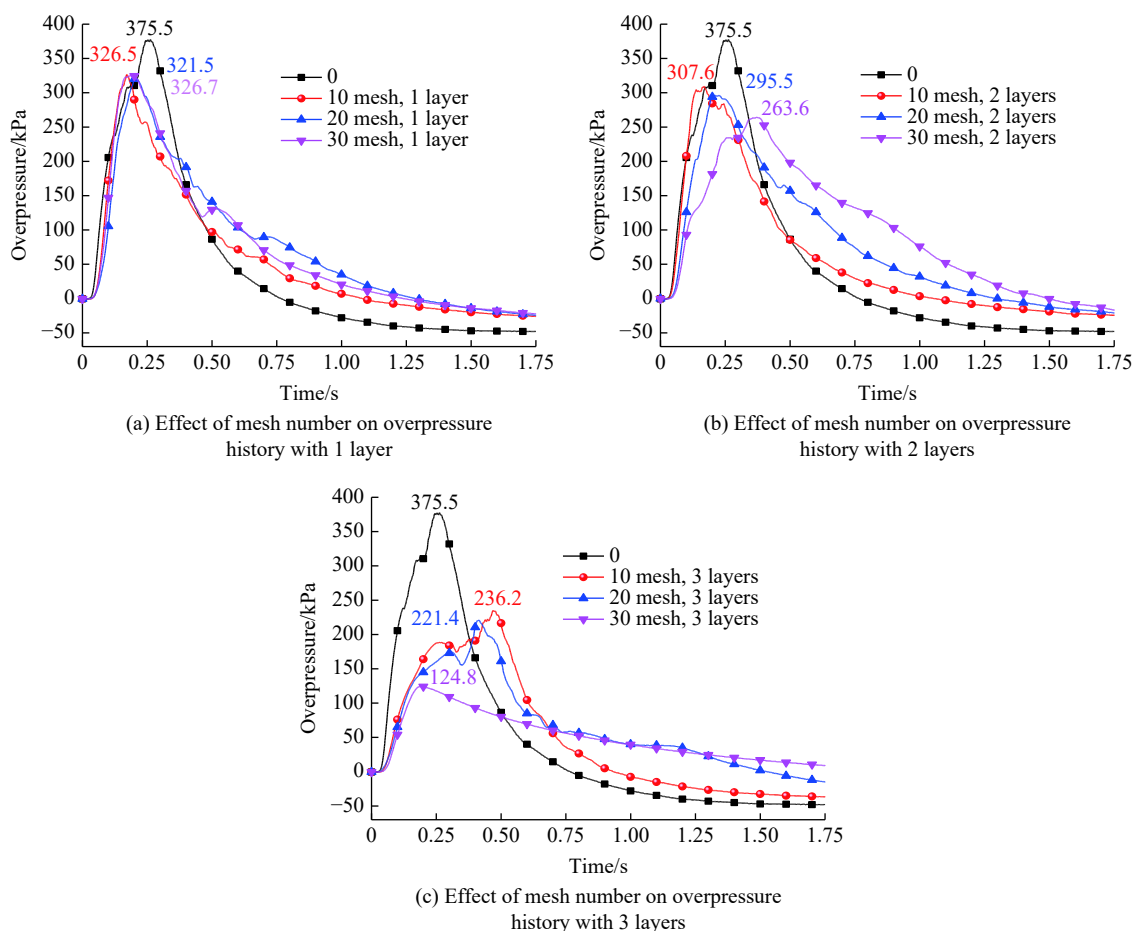 400
350
300
250
200
150
100
50
0
−50
Overpressure/kPa
375.5
326.5
321.5
326.7
0
10 mesh, 1 layer
20 mesh, 1 layer
30 mesh, 1 layer
0 0.25 0.50 0.75 1.00 1.25 1.50 1.75
Time/s
(a) Effect of mesh number on overpressure
history with 1 layer
400
350
300
250
200
150
100
50
0
−50
Overpressure/kPa
375.5
307.6
295.5
263.6
0
10 mesh, 2 layers
20 mesh, 2 layers
30 mesh, 2 layers
0 0.25 0.50 0.75 1.00 1.25 1.50 1.75
Time/s
(b) Effect of mesh number on overpressure
history with 2 layers
400
350
300
250
200
150
100
50
0
−50
Overpressure/kPa
375.5
236.2
221.4
124.8
0
10 mesh, 3 layers
20 mesh, 3 layers
30 mesh, 3 layers
0 0.25 0.50 0.75 1.00 1.25 1.50 1.75
Time/s
(c) Effect of mesh number on overpressure
history with 3 layers